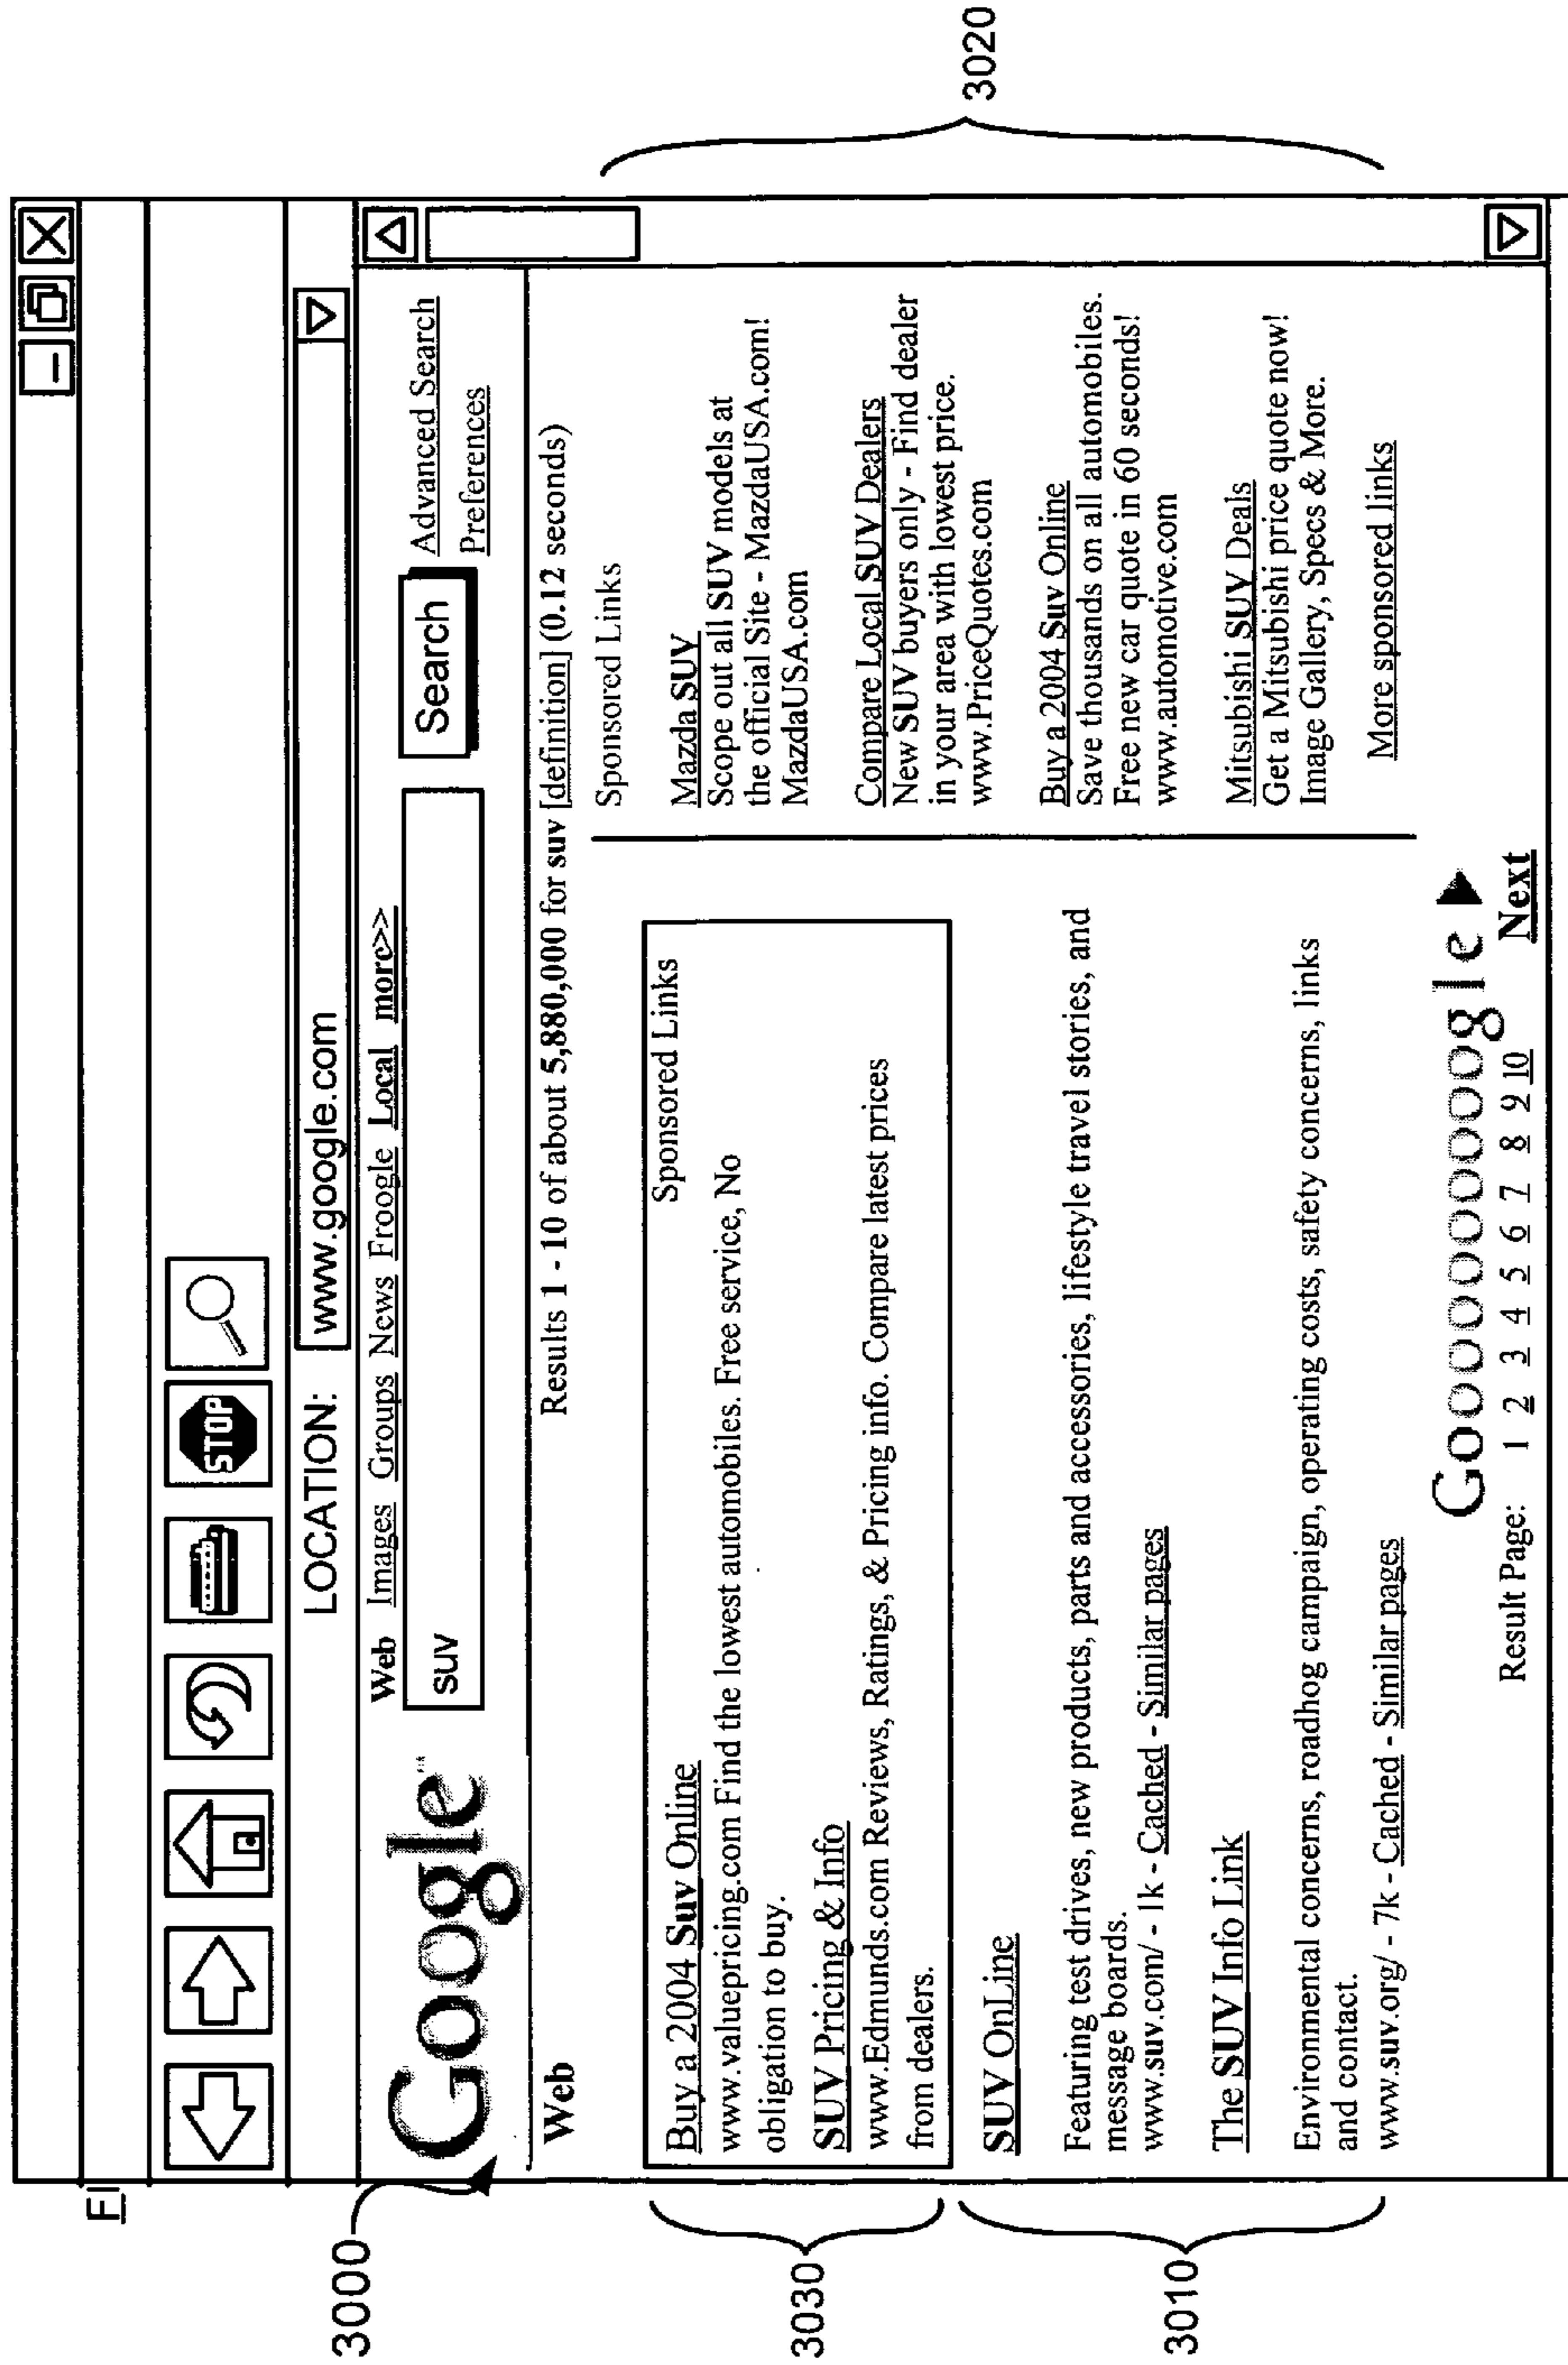 FI
LOCATION: www.google.com
STOP
3000
Google™
Web Images Groups News Froogle Local more>>
suv
Search
Advanced Search
Preferences
Web
Results 1 - 10 of about 5,880,000 for suv [definition] (0.12 seconds)
3030
Sponsored Links
Buy a 2004 Suv Online
www.valuepricing.com Find the lowest automobiles. Free service, No
obligation to buy.
SUV Pricing & Info
www.Edmunds.com Reviews, Ratings, & Pricing info. Compare latest prices
from dealers.
3010
SUV OnLine
Featuring test drives, new products, parts and accessories, lifestyle travel stories, and
message boards.
www.suv.com/ - 1k - Cached - Similar pages
The SUV Info Link
Environmental concerns, roadhog campaign, operating costs, safety concerns, links
and contact.
www.suv.org/ - 7k - Cached - Similar pages
3020
Sponsored Links
Mazda SUV
Scope out all SUV models at
the official Site - MazdaUSA.com!
MazdaUSA.com
Compare Local SUV Dealers
New SUV buyers only - Find dealer
in your area with lowest price.
www.PriceQuotes.com
Buy a 2004 Suv Online
Save thousands on all automobiles.
Free new car quote in 60 seconds!
www.automotive.com
Mitsubishi SUV Deals
Get a Mitsubishi price quote now!
Image Gallery, Specs & More.
More sponsored links
Goooooooooogle
Result Page: 1 2 3 4 5 6 7 8 9 10 Next